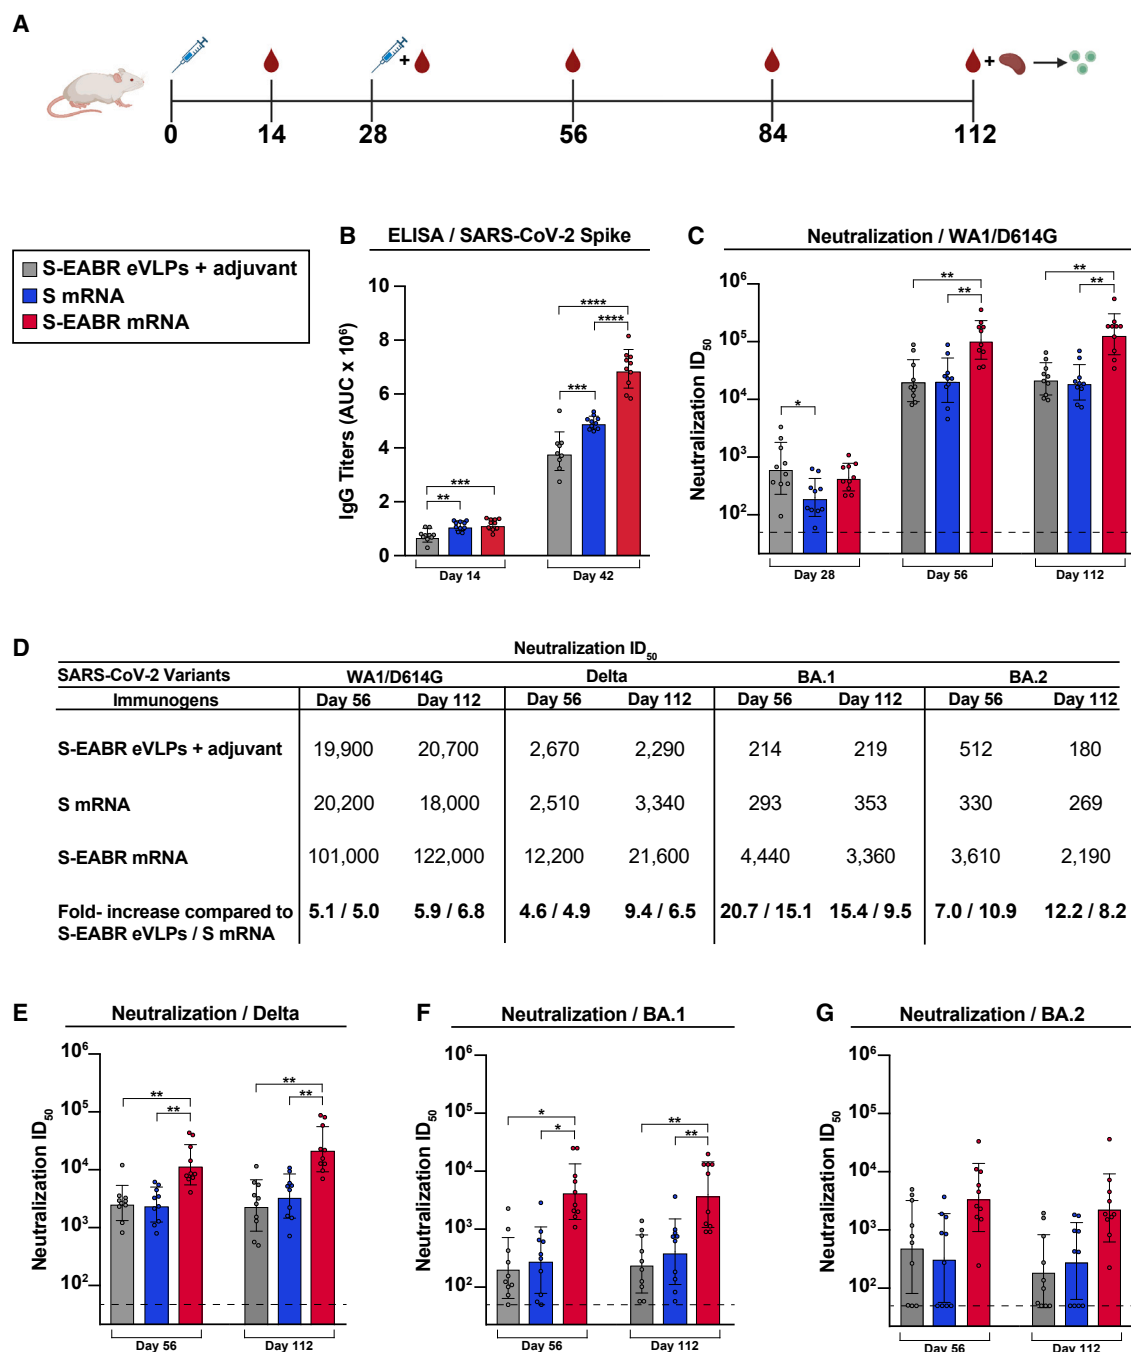 A
+
+
0 14 28 56 84 112
S-EABR eVLPs + adjuvant
S mRNA
S-EABR mRNA
B ELISA / SARS-CoV-2 Spike
IgG Titers (AUC x 10⁶)
10
8
6
4
2
0
****
****
***
***
**
Day 14 Day 42
C Neutralization / WA1/D614G
Neutralization ID50
10⁶
10⁵
10⁴
10³
10²
** **
** **
*
Day 28 Day 56 Day 112
D Neutralization ID50
SARS-CoV-2 Variants WA1/D614G Delta BA.1 BA.2
Immunogens Day 56 Day 112 Day 56 Day 112 Day 56 Day 112 Day 56 Day 112
S-EABR eVLPs + adjuvant 19,900 20,700 2,670 2,290 214 219 512 180
S mRNA 20,200 18,000 2,510 3,340 293 353 330 269
S-EABR mRNA 101,000 122,000 12,200 21,600 4,440 3,360 3,610 2,190
Fold- increase compared to 5.1 / 5.0 5.9 / 6.8 4.6 / 4.9 9.4 / 6.5 20.7 / 15.1 15.4 / 9.5 7.0 / 10.9 12.2 / 8.2
S-EABR eVLPs / S mRNA
E Neutralization / Delta
Neutralization ID50
10⁶
10⁵
10⁴
10³
10²
** **
** **
Day 56 Day 112
F Neutralization / BA.1
Neutralization ID50
10⁶
10⁵
10⁴
10³
10²
* **
* **
Day 56 Day 112
G Neutralization / BA.2
Neutralization ID50
10⁶
10⁵
10⁴
10³
10²
Day 56 Day 112